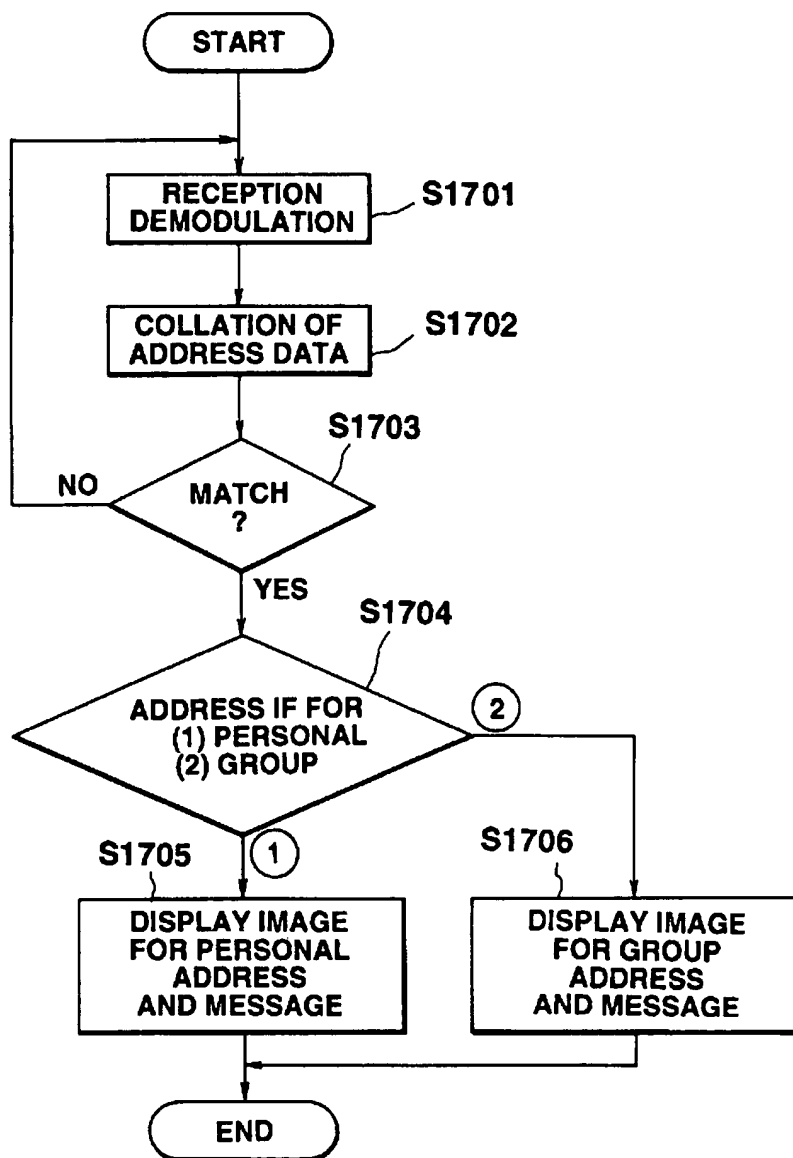 START
RECEPTION
DEMODULATION
S1701
COLLATION OF
ADDRESS DATA
S1702
S1703
NO
MATCH
?
YES
S1704
ADDRESS IF FOR
(1) PERSONAL
(2) GROUP
2
1
S1705
S1706
DISPLAY IMAGE
FOR PERSONAL
ADDRESS
AND MESSAGE
DISPLAY IMAGE
FOR GROUP
ADDRESS
AND MESSAGE
END